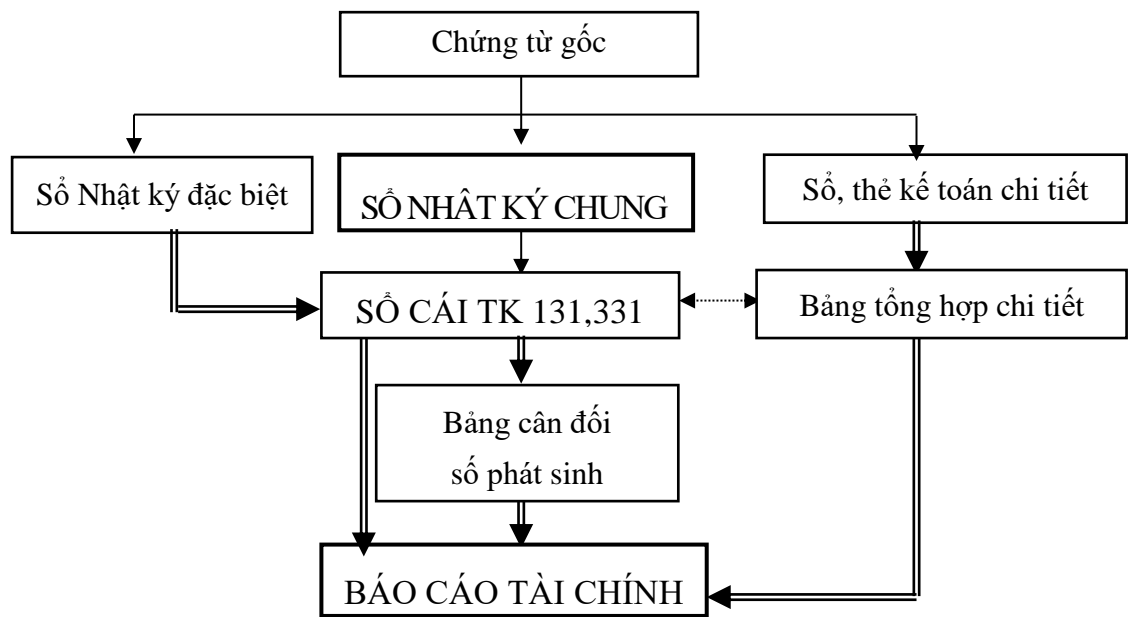 Chứng từ gốc
Sổ Nhật ký đặc biệt
SỔ NHÂT KÝ CHUNG
Sổ, thẻ kế toán chi tiết
SỔ CÁI TK 131,331
Bảng tổng hợp chi tiết
Bảng cân đối
số phát sinh
BÁO CÁO TÀI CHÍNH